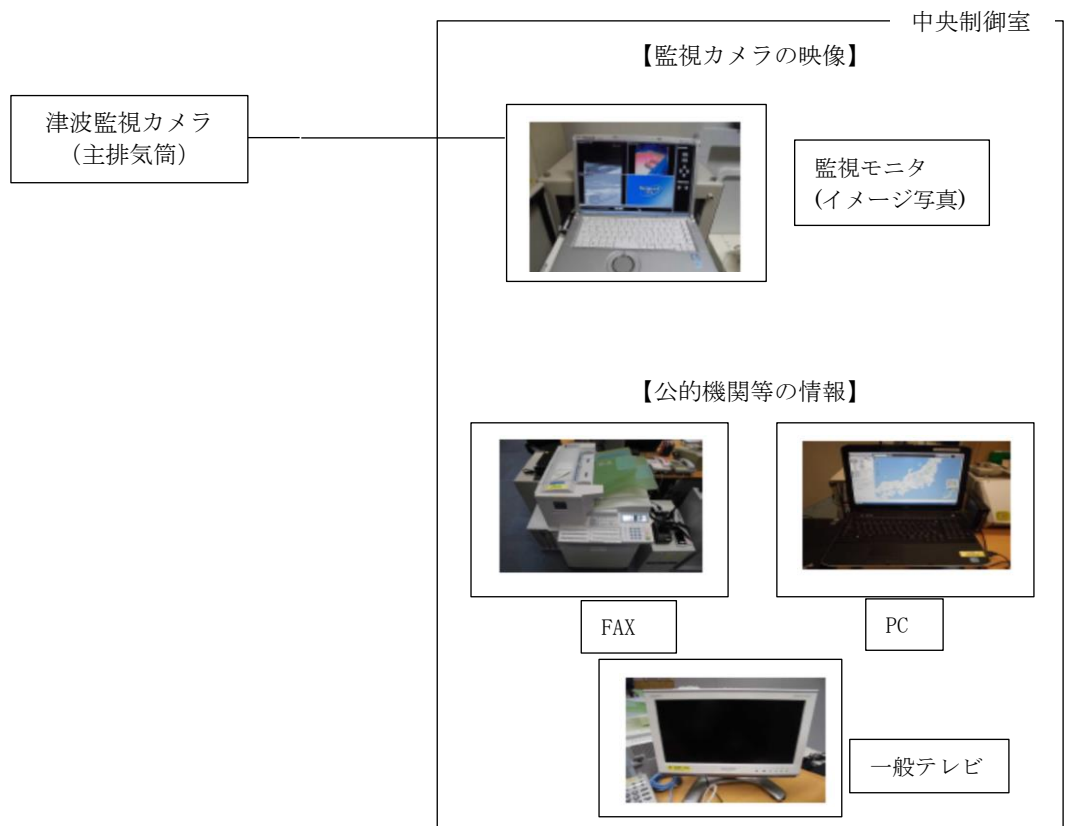 中央制御室
【監視カメラの映像】
津波監視カメラ
（主排気筒）
監視モニタ
(イメージ写真)
【公的機関等の情報】
FAX
PC
一般テレビ